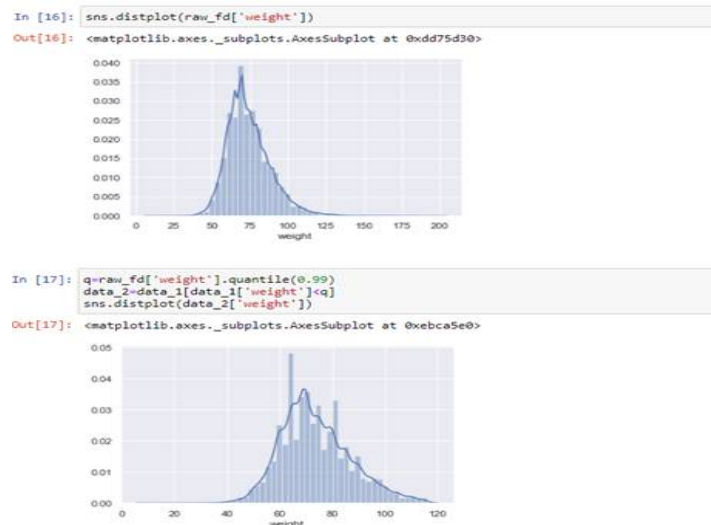 In [16]: sns.distplot(raw_fd['weight'])
Out[16]: <matplotlib.axes._subplots.AxesSubplot at 0xdd75d30>
0.040
0.035
0.030
0.025
0.020
0.015
0.010
0.005
0.000
0 25 50 75 100 125 150 175 200
weight
In [17]: q=raw_fd['weight'].quantile(0.99)
data_2=data_1[data_1['weight']<q]
sns.distplot(data_2['weight'])
Out[17]: <matplotlib.axes._subplots.AxesSubplot at 0xebca5e0>
0.05
0.04
0.03
0.02
0.01
0.00
0 20 40 60 80 100 120
weight